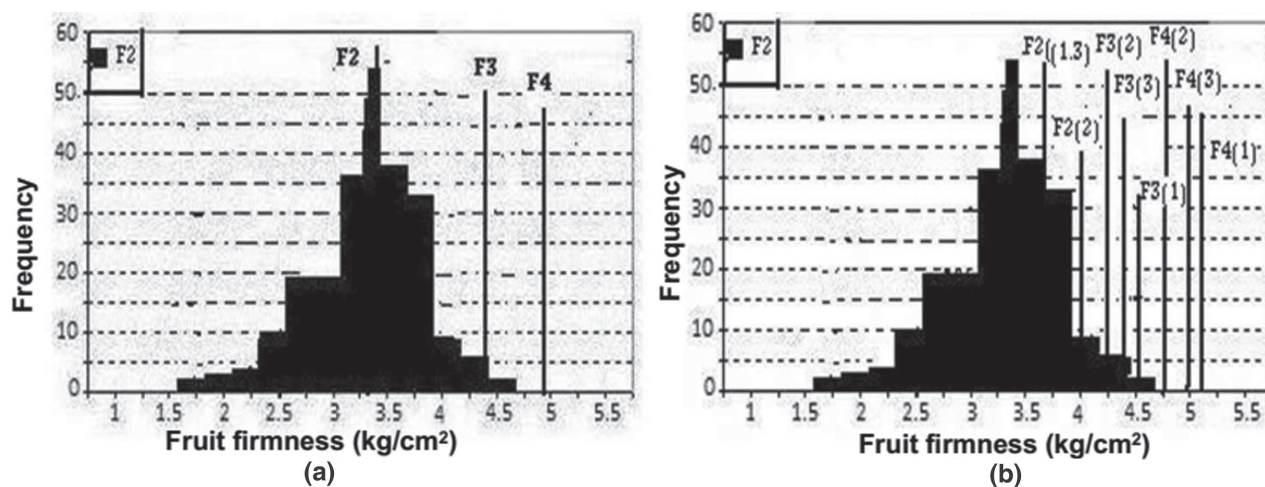 60
50
40
30
20
10
0
Frequency
F2
F2
F3
F4
1
1.5
2
2.5
3
3.5
4
4.5
5
5.5
Fruit firmness (kg/cm²)
(a)
60
50
40
30
20
10
0
Frequency
F2
F2((1.3)
F3(2)
F4(2)
F3(3)
F4(3)
F2(2)
F4(1)
F3(1)
1
1.5
2
2.5
3
3.5
4
4.5
5
5.5
Fruit firmness (kg/cm²)
(b)